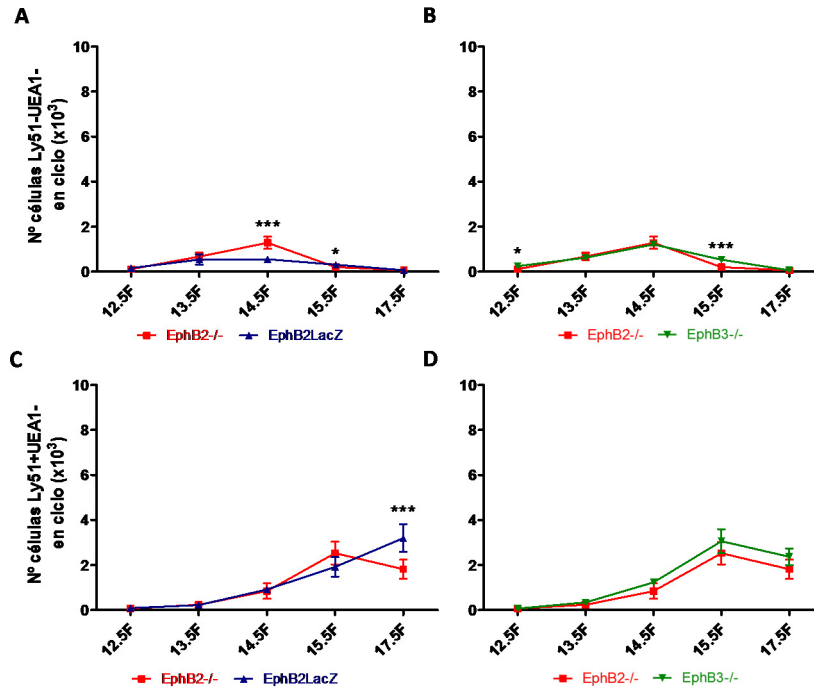 A
Nº células Ly51-UEA1-
en ciclo (x10³)
10
8
6
4
2
0
***
*
12.5F
13.5F
14.5F
15.5F
17.5F
EphB2-/-
EphB2LacZ
B
10
8
6
4
2
0
*
***
12.5F
13.5F
14.5F
15.5F
17.5F
EphB2-/-
EphB3-/-
C
Nº células Ly51+UEA1-
en ciclo (x10³)
10
8
6
4
2
0
***
12.5F
13.5F
14.5F
15.5F
17.5F
EphB2-/-
EphB2LacZ
D
10
8
6
4
2
0
12.5F
13.5F
14.5F
15.5F
17.5F
EphB2-/-
EphB3-/-